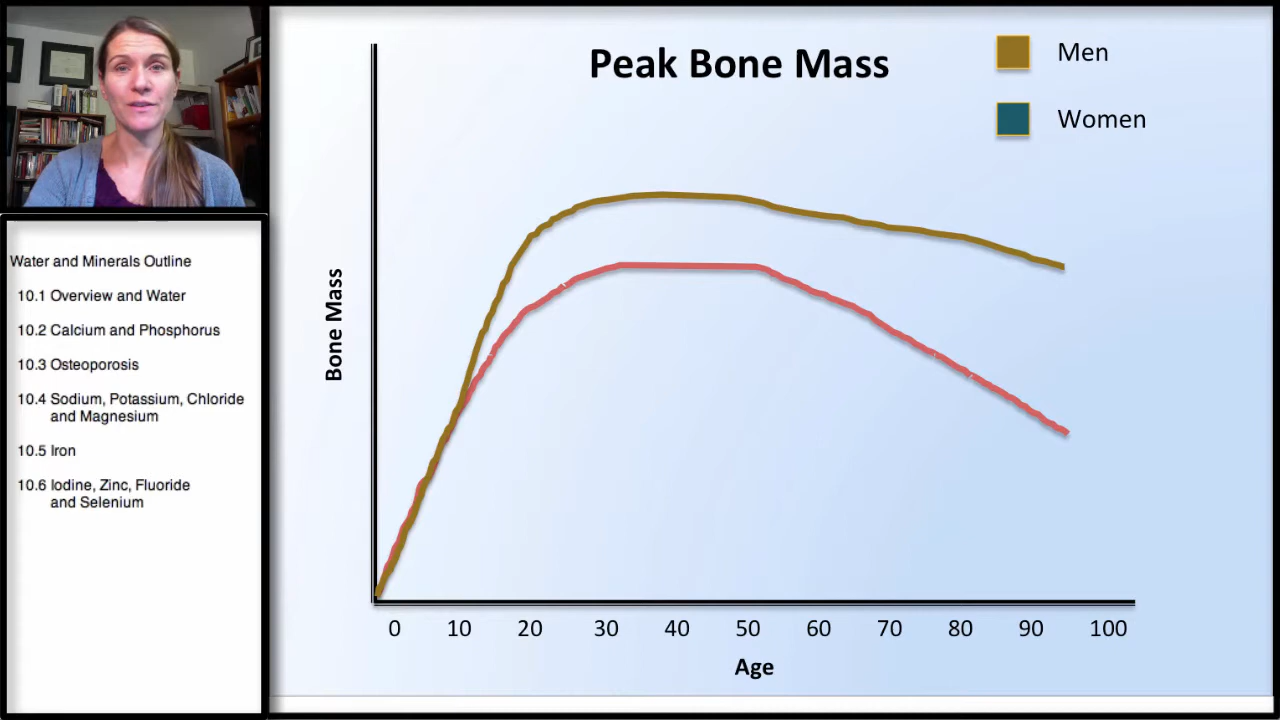 Water and Minerals Outline
10.1 Overview and Water
10.2 Calcium and Phosphorus
10.3 Osteoporosis
10.4 Sodium, Potassium, Chloride
and Magnesium
10.5 Iron
10.6 Iodine, Zinc, Fluoride
and Selenium
Peak Bone Mass
Men
Women
Bone Mass
0 10 20 30 40 50 60 70 80 90 100
Age